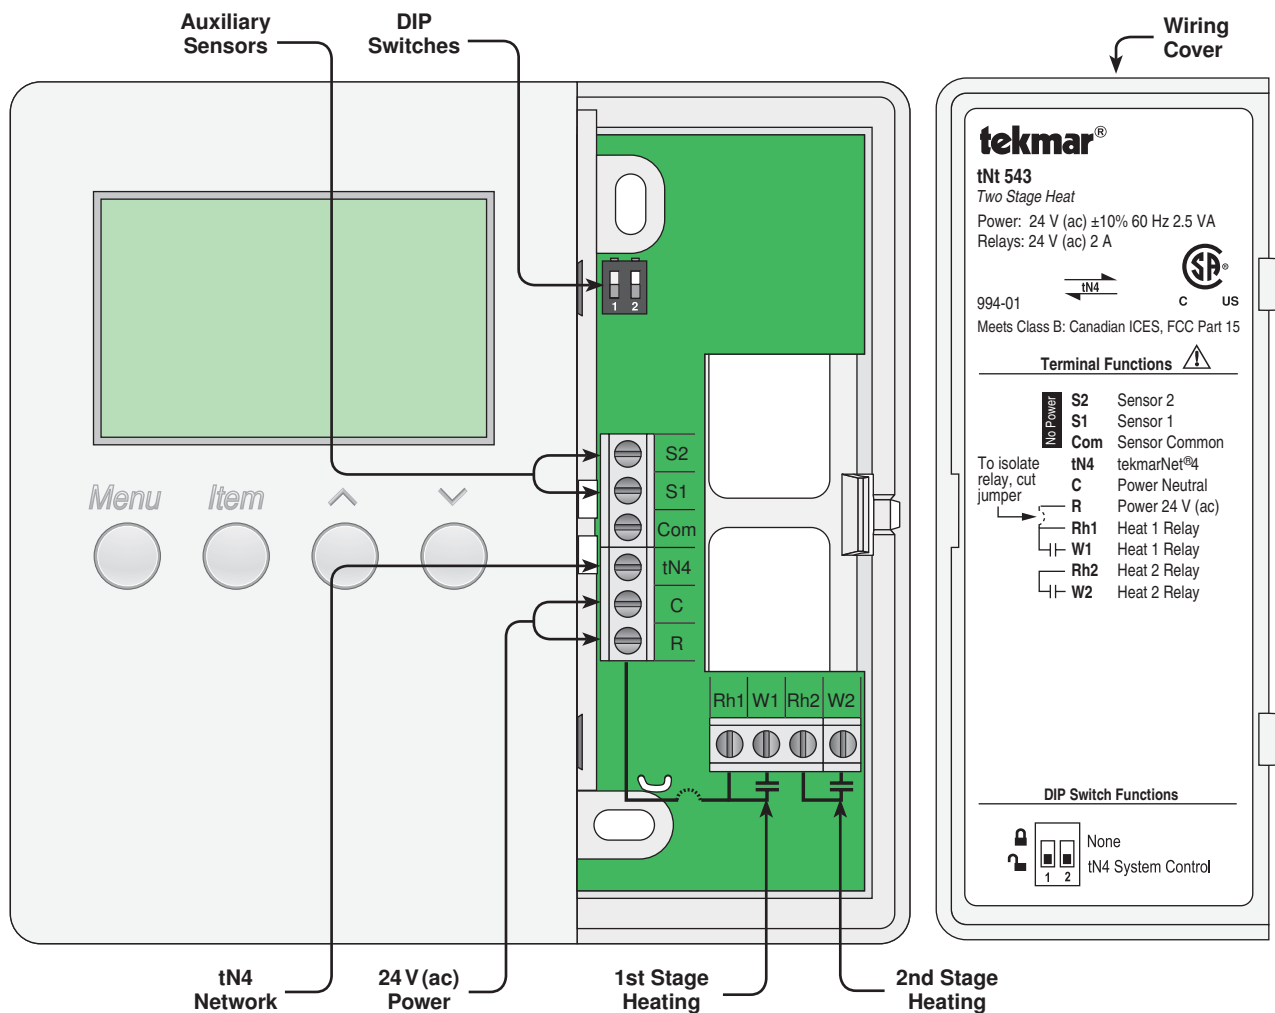 Auxiliary
Sensors
DIP
Switches
Wiring
Cover
Menu
Item
1 2
S2
S1
Com
tN4
C
R
Rh1 W1 Rh2 W2
tN4
Network
24 V (ac)
Power
1st Stage
Heating
2nd Stage
Heating
tekmar®
tNt 543
Two Stage Heat
Power: 24 V (ac) ±10% 60 Hz 2.5 VA
Relays: 24 V (ac) 2 A
tN4
SA®
C US
994-01
Meets Class B: Canadian ICES, FCC Part 15
Terminal Functions
No Power
S2 Sensor 2
S1 Sensor 1
Com Sensor Common
tN4 tekmarNet®4
C Power Neutral
R Power 24 V (ac)
Rh1 Heat 1 Relay
W1 Heat 1 Relay
Rh2 Heat 2 Relay
W2 Heat 2 Relay
To isolate
relay, cut
jumper
DIP Switch Functions
None
tN4 System Control
1 2